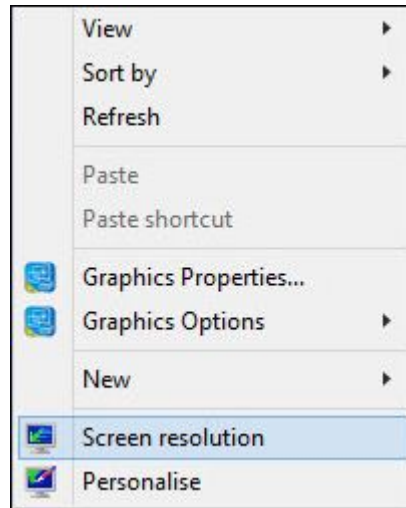 View
Sort by
Refresh
Paste
Paste shortcut
Graphics Properties...
Graphics Options
New
Screen resolution
Personalise